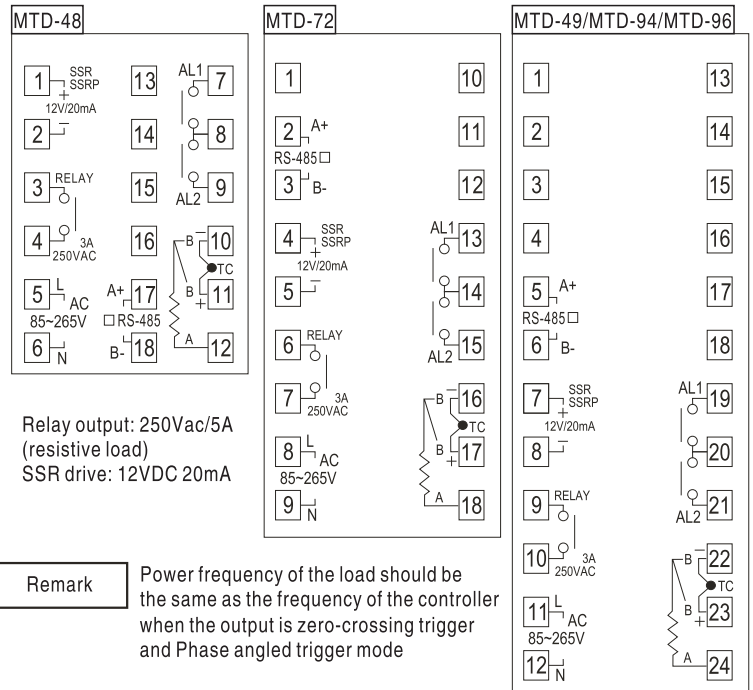 MTD-48
1 SSR SSRP 13 AL1 7
+
12V/20mA
2 — 14 8
3 RELAY 15 9
AL2
4 3A 16 B — 10
250VAC
TC
5 L AC A+ 17 B + 11
85~265V □ RS-485
6 N B- 18 A 12
Relay output: 250Vac/5A
(resistive load)
SSR drive: 12VDC 20mA
MTD-72
1 10
2 A+ 11
RS-485 □
3 B- 12
4 SSR SSRP AL1 13
+
12V/20mA
5 — 14
6 RELAY 15
AL2
7 3A B — 16
250VAC
TC
8 L AC B + 17
85~265V
9 N A 18
MTD-49/MTD-94/MTD-96
1 13
2 14
3 15
4 16
5 A+ 17
RS-485 □
6 B- 18
7 SSR SSRP AL1 19
+
12V/20mA
8 — 20
9 RELAY 21
AL2
10 3A B — 22
250VAC
TC
11 L AC B + 23
85~265V
12 N A 24
Remark
Power frequency of the load should be
the same as the frequency of the controller
when the output is zero-crossing trigger
and Phase angled trigger mode